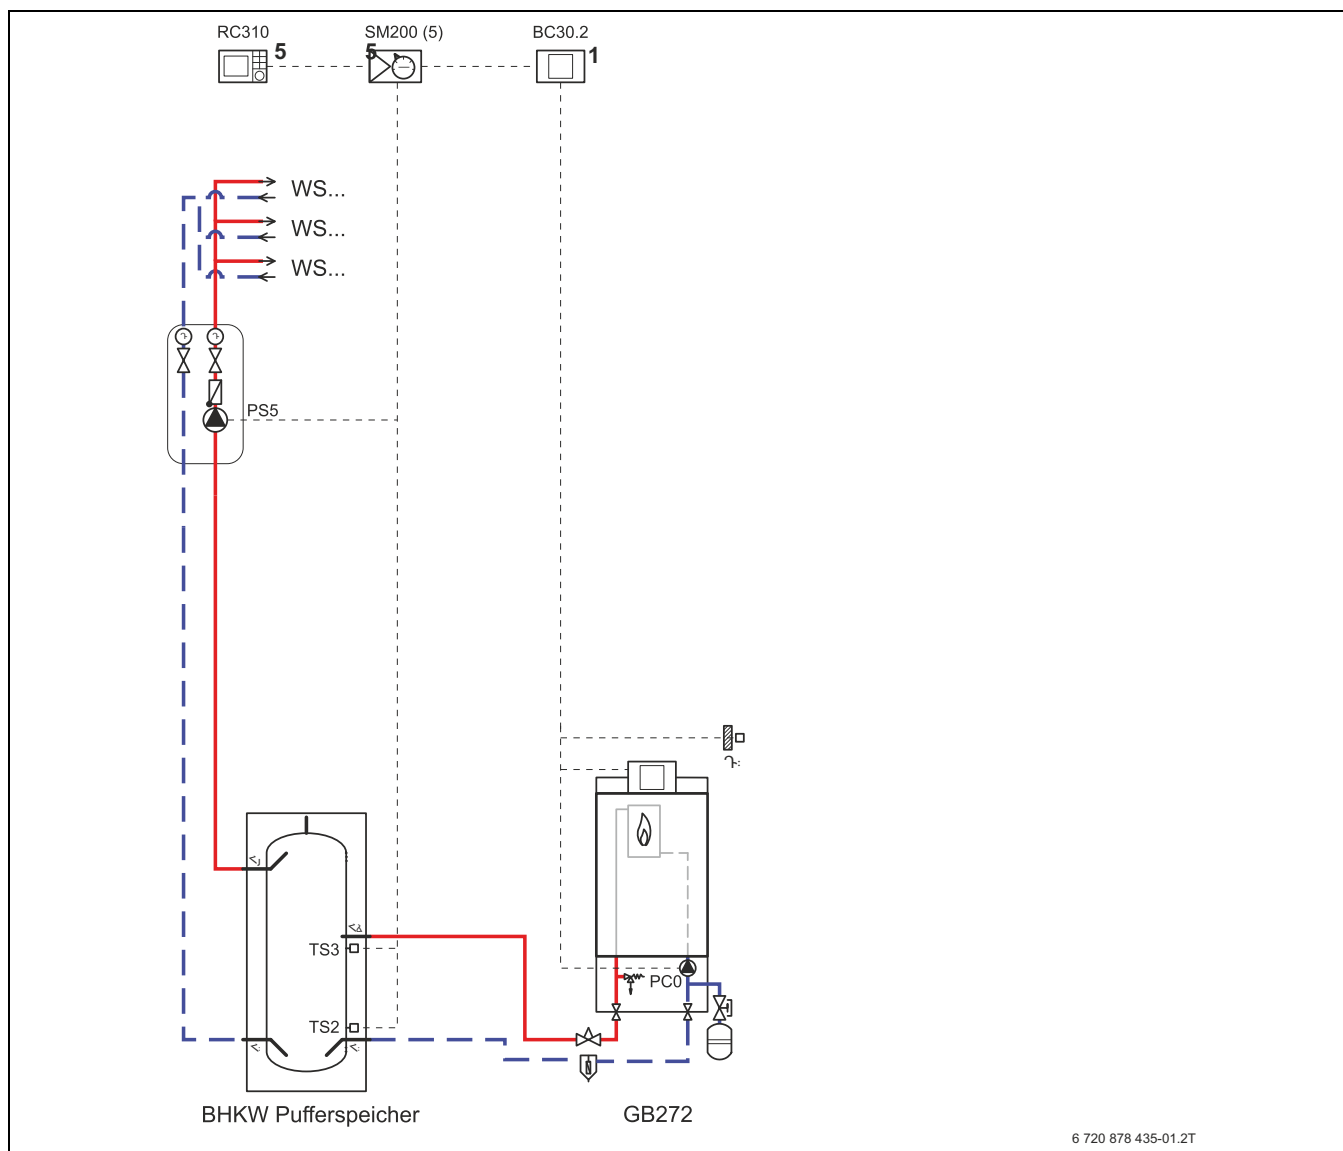 RC310
SM200 (5)
BC30.2
5
5
1
WS...
WS...
WS...
PS5
TS3
PC0
TS2
BHKW Pufferspeicher
GB272
6 720 878 435-01.2T